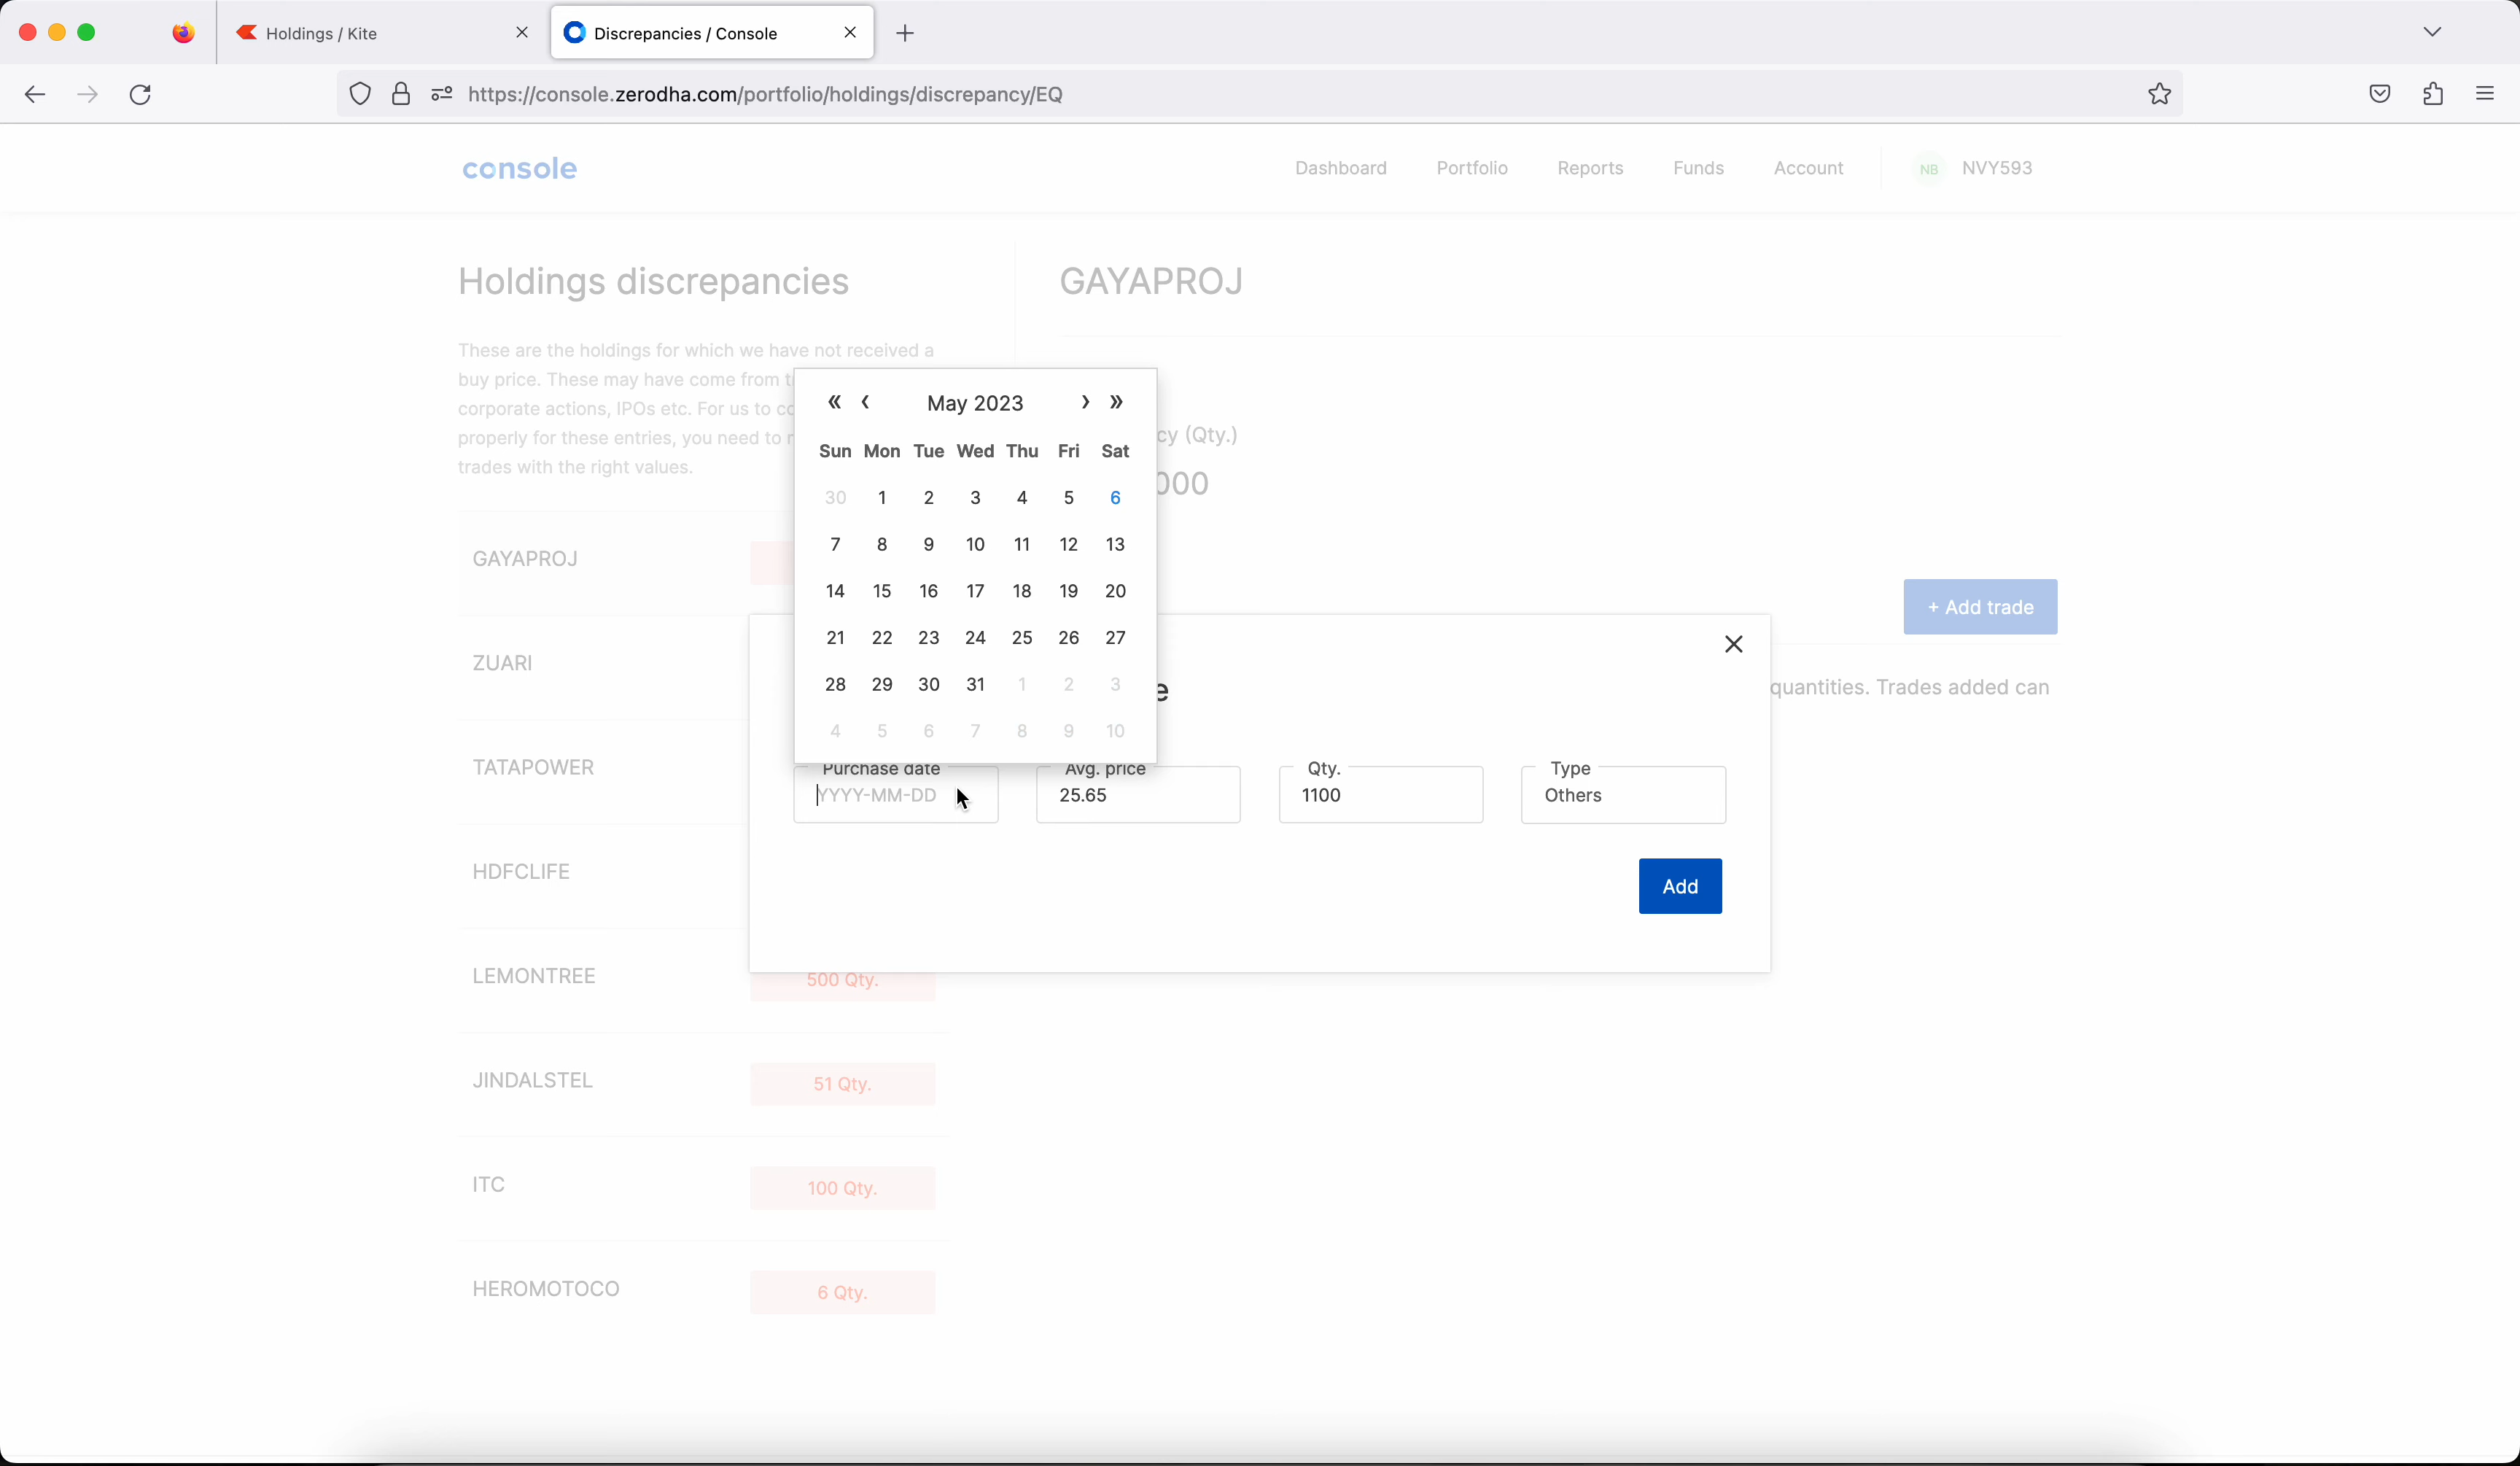 Holdings / Kite
Discrepancies / Console
https://console.zerodha.com/portfolio/holdings/discrepancy/EQ
console
Dashboard
Portfolio
Reports
Funds
Account
NB
NVY593
Holdings discrepancies
GAYAPROJ
These are the holdings for which we have not received a
buy price. These may have come from
corporate actions, IPOs etc. For us to
properly for these entries, you need to
trades with the right values.
(Qty.)
May 2023
Sun Mon Tue Wed Thu Fri Sat
30 1 2 3 4 5 6
7 8 9 10 11 12 13
14 15 16 17 18 19 20
21 22 23 24 25 26 27
28 29 30 31 1 2 3
4 5 6 7 8 9 10
+ Add trade
quantities. Trades added can
Purchase date
YYYY-MM-DD
Avg. price
25.65
Qty.
1100
Type
Others
Add
GAYAPROJ
ZUARI
TATAPOWER
HDFCLIFE
LEMONTREE
500 Qty.
JINDALSTEL
51 Qty.
ITC
100 Qty.
HEROMOTOCO
6 Qty.